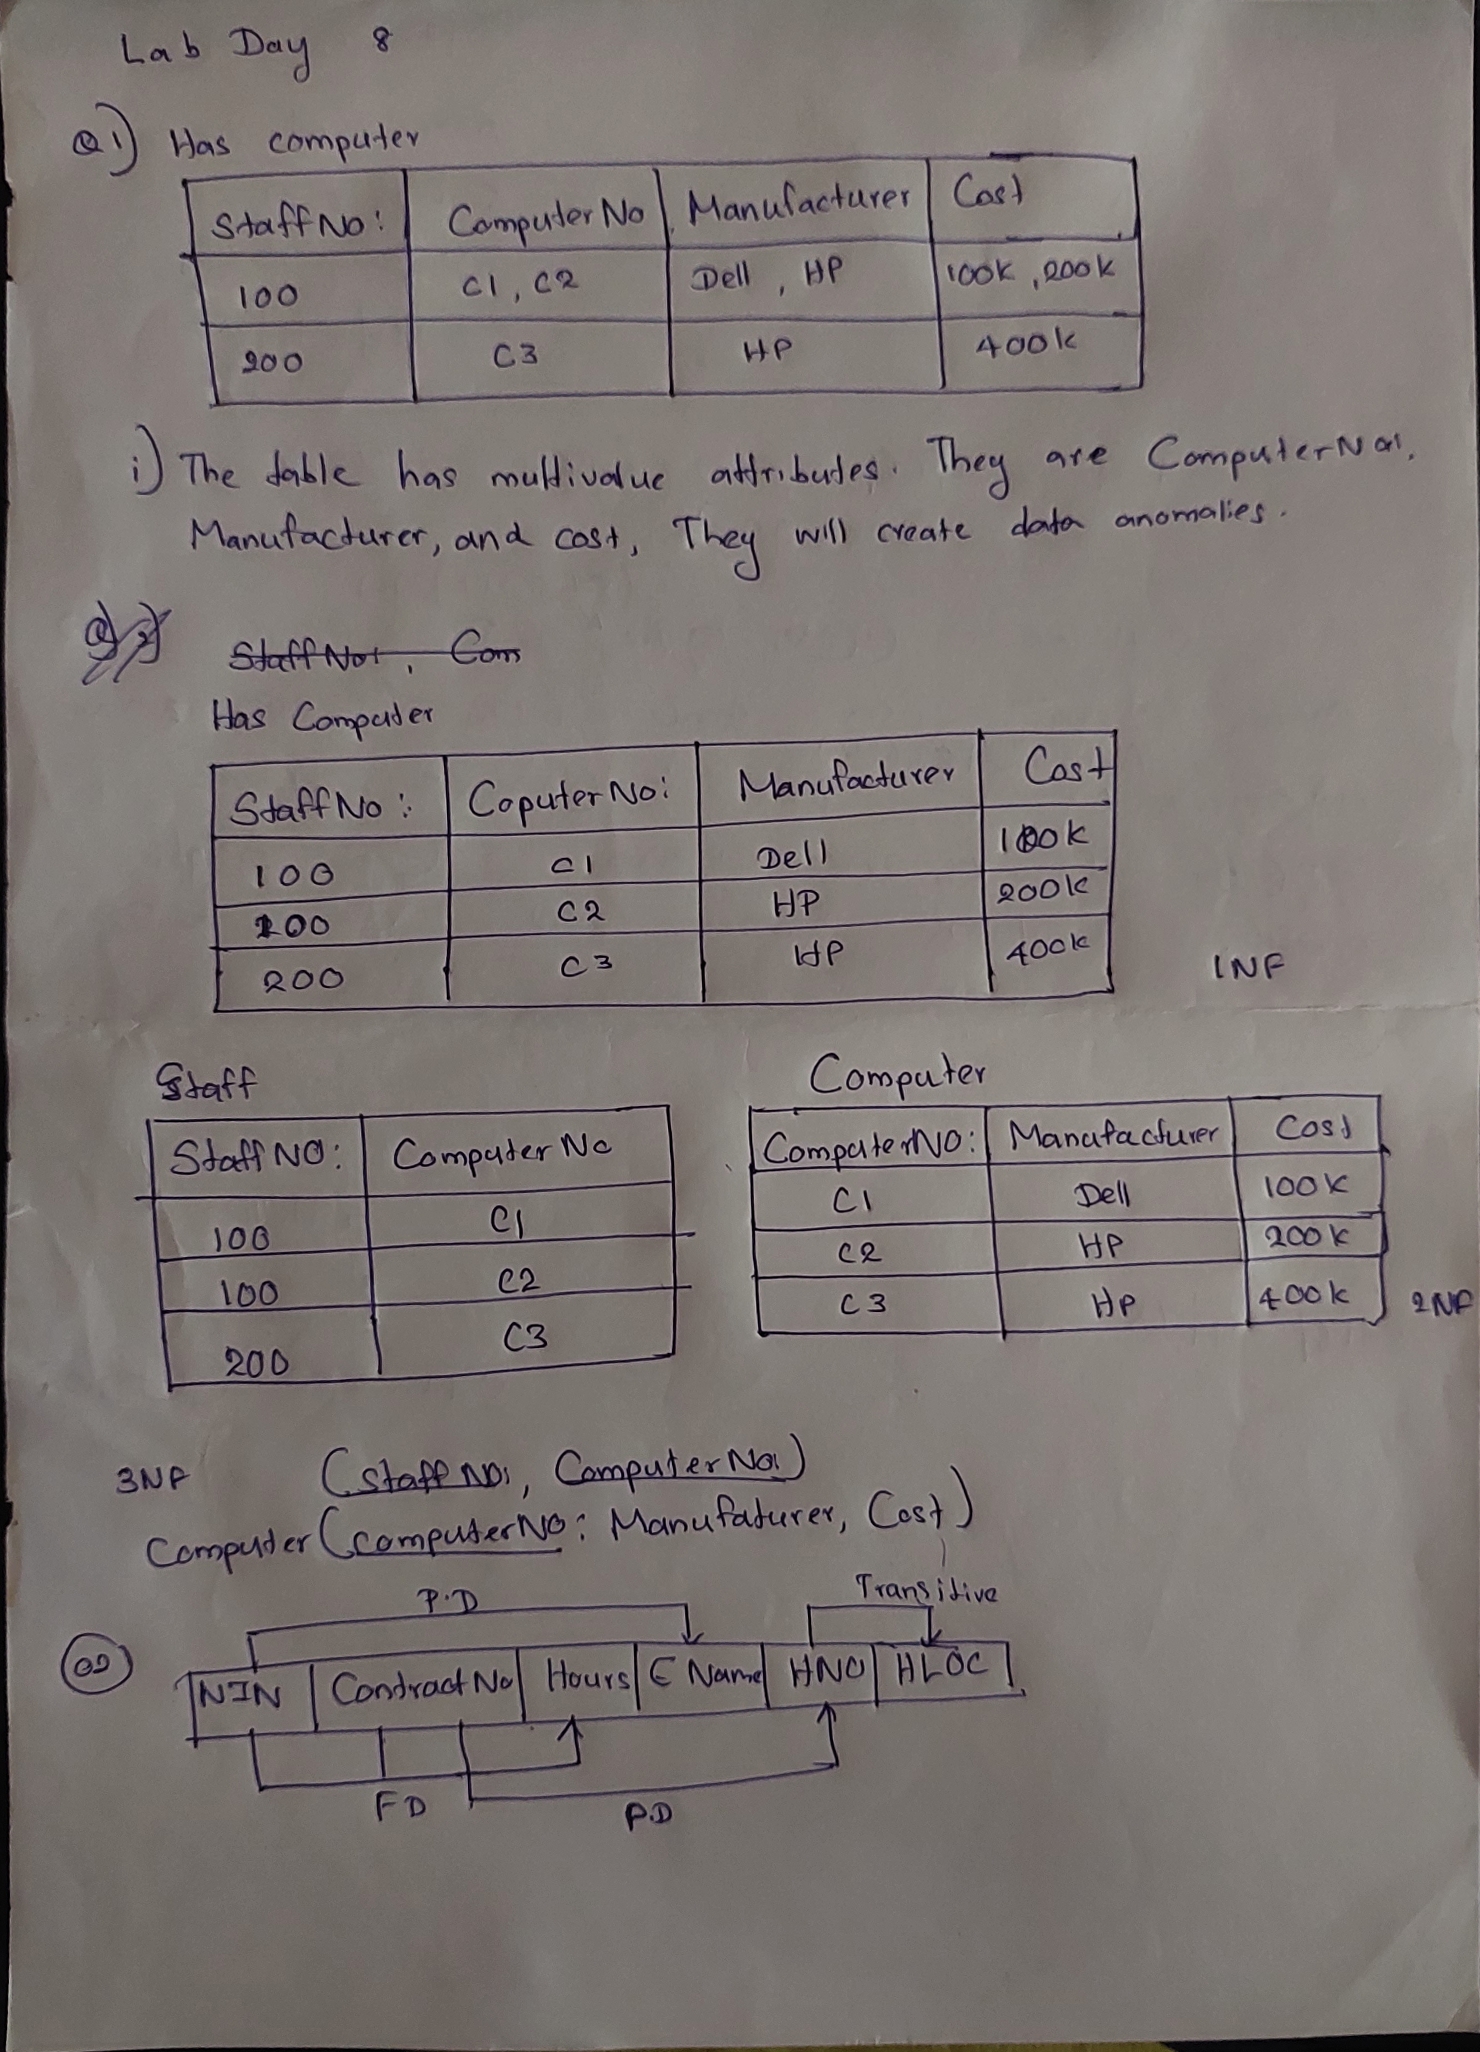 Lab Day 8
Q1) Has computer
Staff No: Computer No Manufacturer Cost
100 C1, C2 Dell, HP 100k, 200k
200 C3 HP 400k
i) The table has multivalue attributes. They are ComputerNo:,
Manufacturer, and cost, They will create data anomalies.
Q2)
Staff No: , Com
Has Computer
Staff No: Coputer No: Manufacturer Cost
100 C1 Dell 100k
100 C2 HP 200k
200 C3 HP 400k
1NF
Staff
Staff NO: Computer No
100 C1
100 C2
200 C3
Computer
ComputerNO: Manufacturer Cost
C1 Dell 100k
C2 HP 200k
C3 HP 400k
2NF
3NF (Staff NO:, Computer No:)
Computer (computerNo: Manufaturer, Cost)
P.D Transitive
02
NIN Contract No Hours E Name HNO HLOC
FD P.D